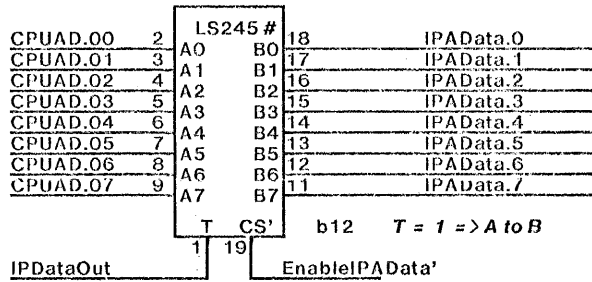 LS245 #
CPUAD.00 2 A0 B0 18 IPAData.0
CPUAD.01 3 A1 B1 17 IPAData.1
CPUAD.02 4 A2 B2 16 IPAData.2
CPUAD.03 5 A3 B3 15 IPAData.3
CPUAD.04 6 A4 B4 14 IPAData.4
CPUAD.05 7 A5 B5 13 IPAData.5
CPUAD.06 8 A6 B6 12 IPAData.6
CPUAD.07 9 A7 B7 11 IPAData.7
T CS' b12 T = 1 => A to B
1 19
IPDataOut EnableIPAData'